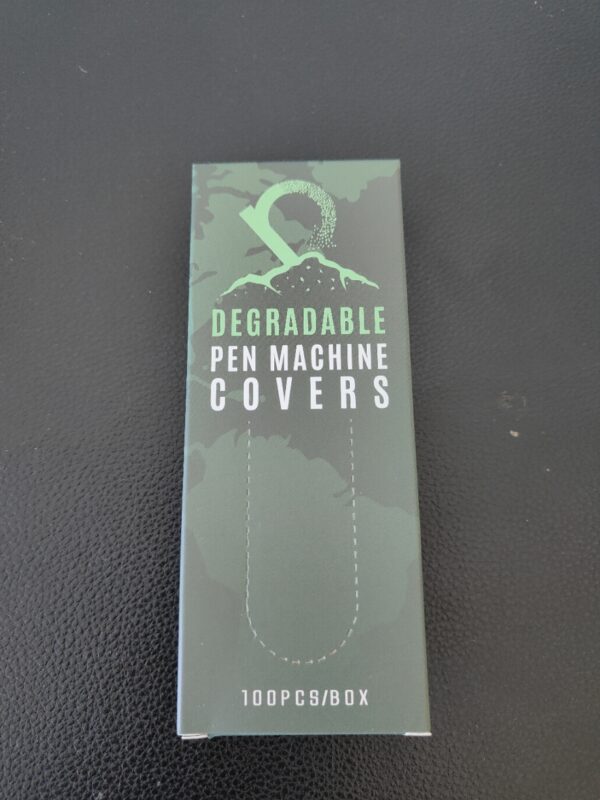 DEGRADABLE
PEN MACHINE
COVERS
100PCS/BOX